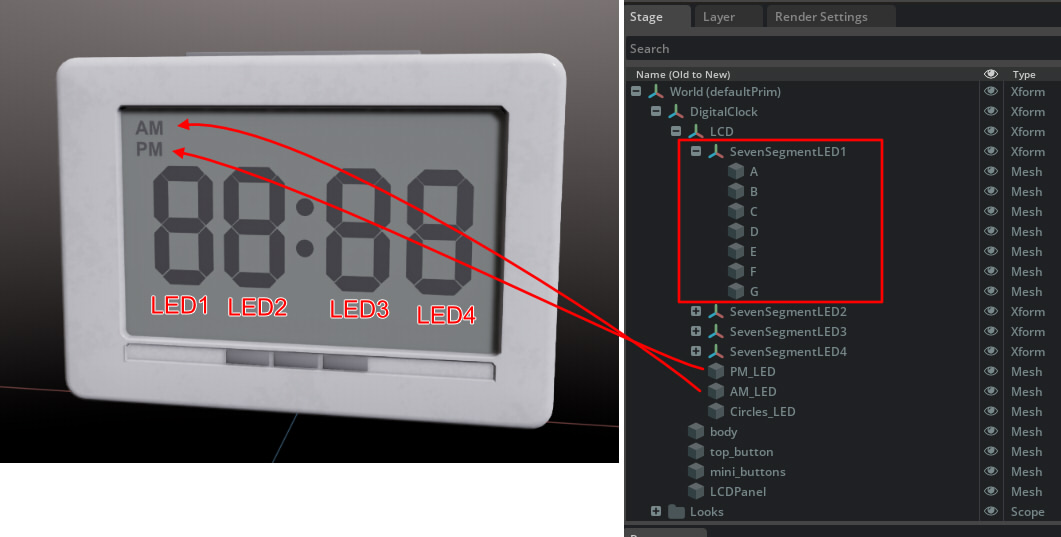 AM
PM
88:88
LED1 LED2 LED3 LED4
Stage Layer Render Settings
Search
Name (Old to New) Type
World (defaultPrim) Xform
DigitalClock Xform
LCD Xform
SevenSegmentLED1 Xform
A Mesh
B Mesh
C Mesh
D Mesh
E Mesh
F Mesh
G Mesh
SevenSegmentLED2 Xform
SevenSegmentLED3 Xform
SevenSegmentLED4 Xform
PM_LED Mesh
AM_LED Mesh
Circles_LED Mesh
body Mesh
top_button Mesh
mini_buttons Mesh
LCDPanel Mesh
Looks Scope